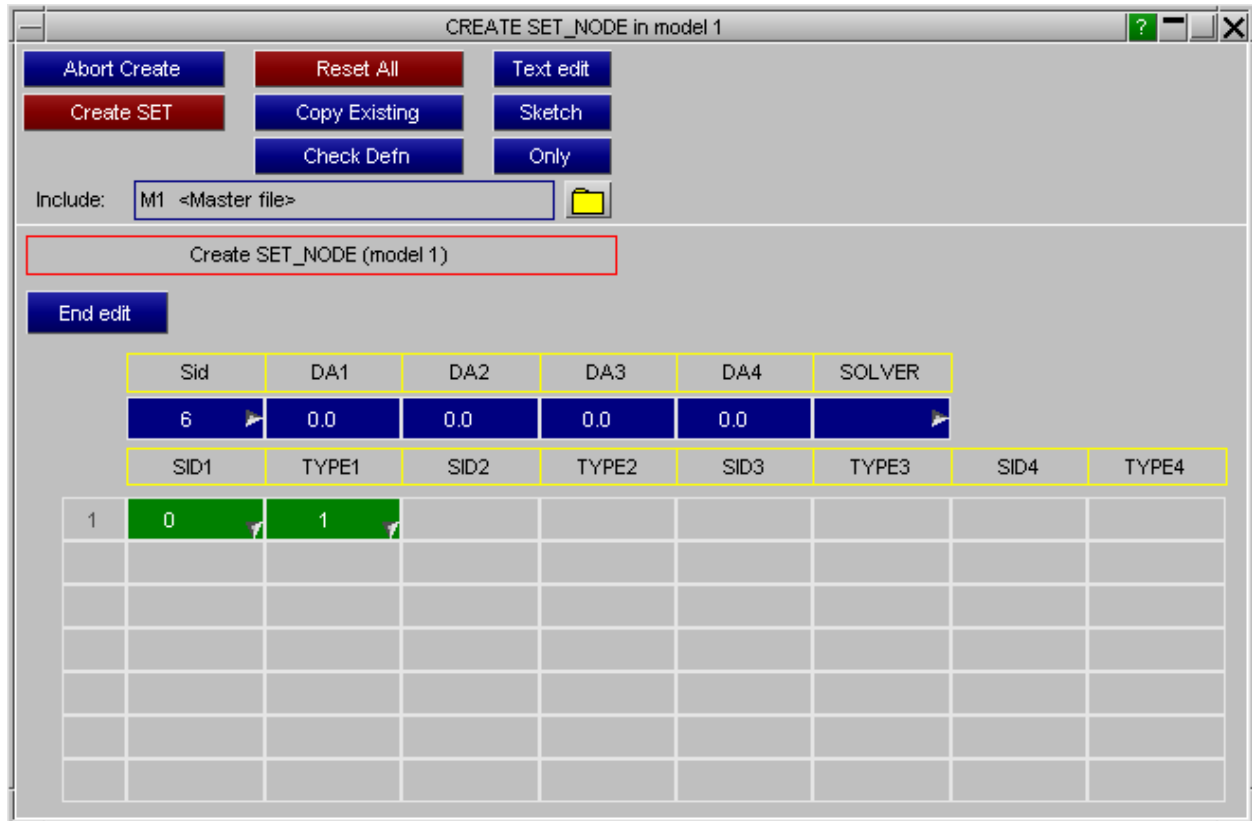 CREATE SET_NODE in model 1 ?
Abort Create Reset All Text edit
Create SET Copy Existing Sketch
Check Defn Only
Include: M1 <Master file>
Create SET_NODE (model 1)
End edit
Sid DA1 DA2 DA3 DA4 SOLVER
6 0.0 0.0 0.0 0.0
SID1 TYPE1 SID2 TYPE2 SID3 TYPE3 SID4 TYPE4
1 0 1